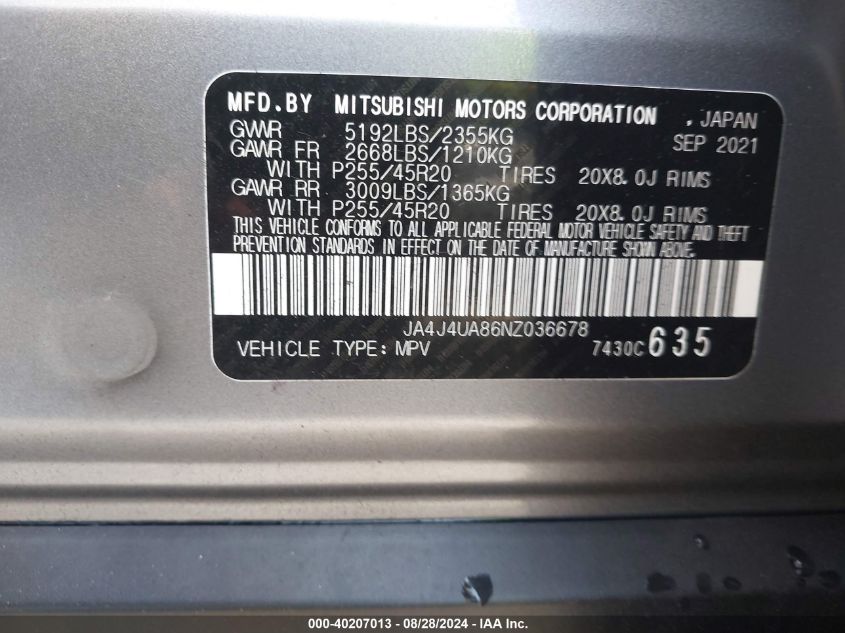 MFD.BY MITSUBISHI MOTORS CORPORATION , JAPAN
GVWR 5192LBS/2355KG SEP 2021
GAWR FR 2668LBS/1210KG
WITH P255/45R20 TIRES 20X8.0J RIMS
GAWR RR 3009LBS/1365KG
WITH P255/45R20 TIRES 20X8.0J RIMS
THIS VEHICLE CONFORMS TO ALL APPLICABLE FEDERAL MOTOR VEHICLE SAFETY AND THEFT
PREVENTION STANDARDS IN EFFECT ON THE DATE OF MANUFACTURE SHOWN ABOVE.
JA4J4UA86NZ036678
VEHICLE TYPE: MPV 7430C 635
000-40207013 - 08/28/2024 - IAA Inc.